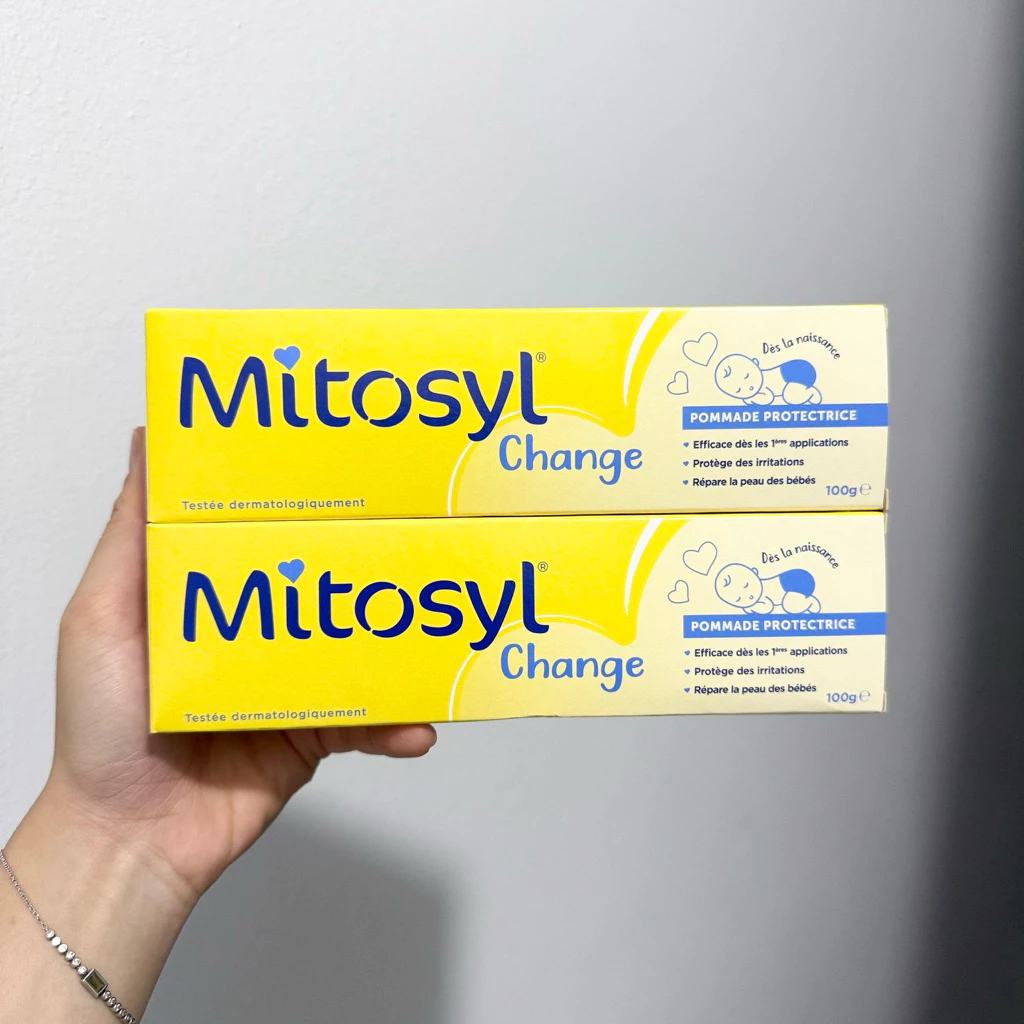 Mitosyl®
Change
Testée dermatologiquement
Dès la naissance
POMMADE PROTECTRICE
Efficace dès les 1ères applications
Protège des irritations
Répare la peau des bébés
100g ℮
Mitosyl®
Change
Testée dermatologiquement
Dès la naissance
POMMADE PROTECTRICE
Efficace dès les 1ères applications
Protège des irritations
Répare la peau des bébés
100g ℮